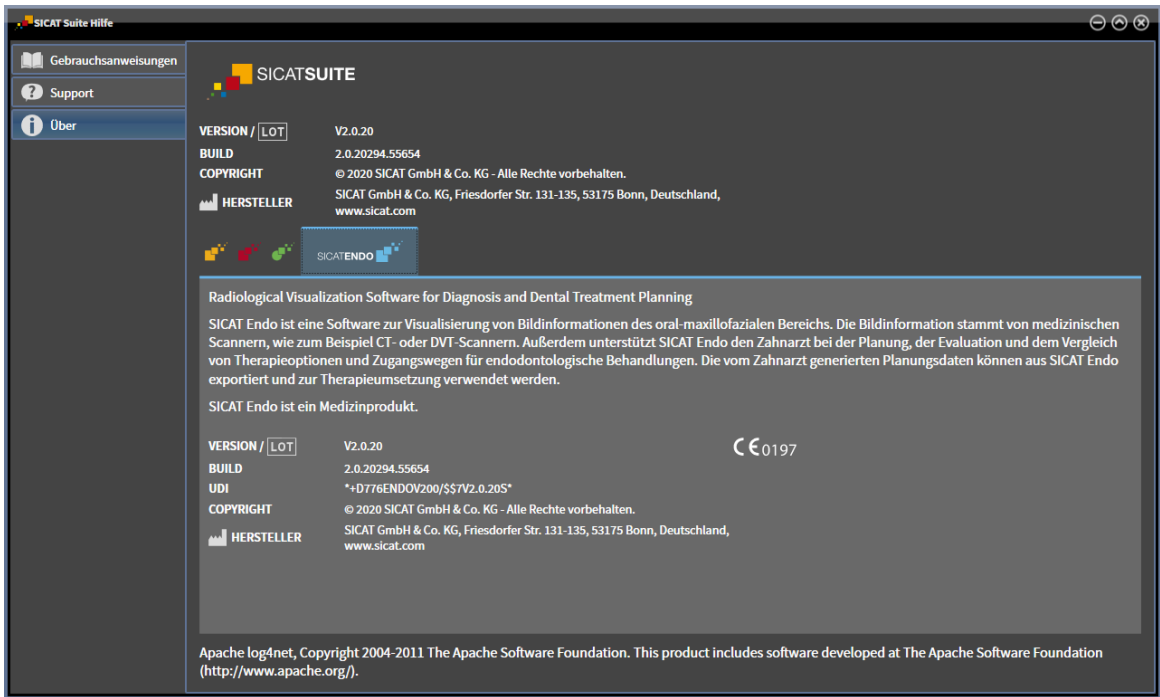 SICAT Suite Hilfe
Gebrauchsanweisungen
Support
Über
SICATSUITE
VERSION / LOT V2.0.20
BUILD 2.0.20294.55654
COPYRIGHT © 2020 SICAT GmbH & Co. KG - Alle Rechte vorbehalten.
HERSTELLER SICAT GmbH & Co. KG, Friesdorfer Str. 131-135, 53175 Bonn, Deutschland,
www.sicat.com
SICATENDO
Radiological Visualization Software for Diagnosis and Dental Treatment Planning
SICAT Endo ist eine Software zur Visualisierung von Bildinformationen des oral-maxillofazialen Bereichs. Die Bildinformation stammt von medizinischen
Scannern, wie zum Beispiel CT- oder DVT-Scannern. Außerdem unterstützt SICAT Endo den Zahnarzt bei der Planung, der Evaluation und dem Vergleich
von Therapieoptionen und Zugangswegen für endodontologische Behandlungen. Die vom Zahnarzt generierten Planungsdaten können aus SICAT Endo
exportiert und zur Therapieumsetzung verwendet werden.
SICAT Endo ist ein Medizinprodukt.
VERSION / LOT V2.0.20 CE0197
BUILD 2.0.20294.55654
UDI *+D776ENDOV200/$$7V2.0.20S*
COPYRIGHT © 2020 SICAT GmbH & Co. KG - Alle Rechte vorbehalten.
HERSTELLER SICAT GmbH & Co. KG, Friesdorfer Str. 131-135, 53175 Bonn, Deutschland,
www.sicat.com
Apache log4net, Copyright 2004-2011 The Apache Software Foundation. This product includes software developed at The Apache Software Foundation
(http://www.apache.org/).